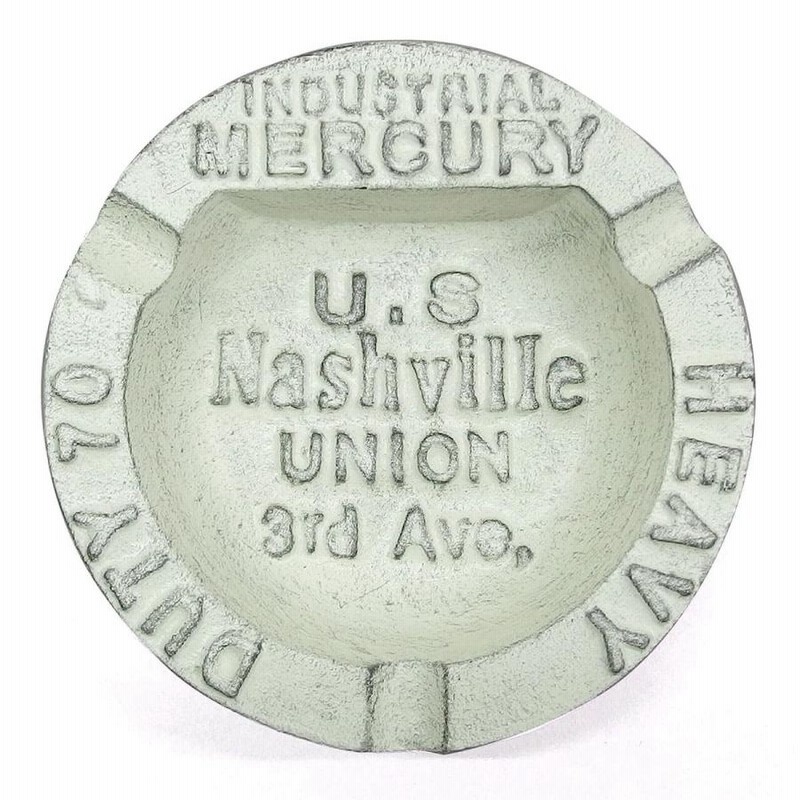 INDUSTRIAL
MERCURY
HEAVY
DUTY 70
U.S
Nashville
UNION
3rd Ave,